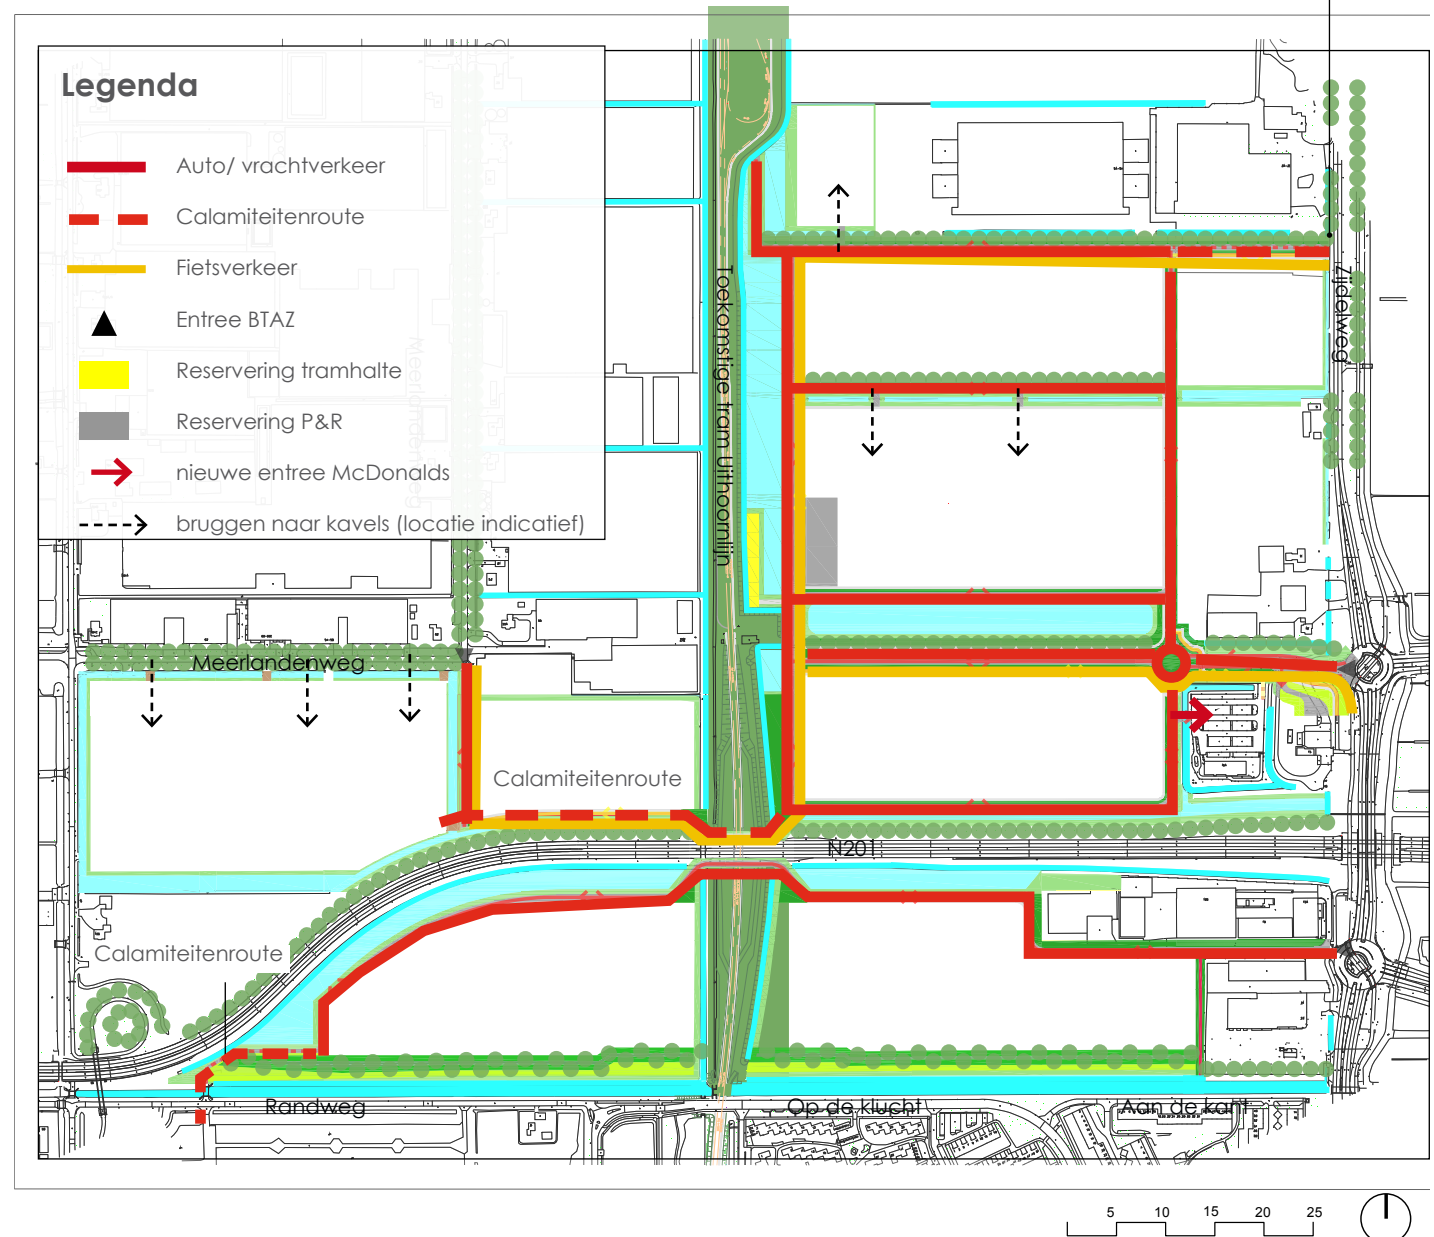 Legenda
Auto/ vrachtverkeer
Calamiteitenroute
Fietsverkeer
Entree BTAZ
Reservering tramhalte
Reservering P&R
nieuwe entree McDonalds
bruggen naar kavels (locatie indicatief)
Meerlandenweg
Toekomstige tram Uithoornlijn
Zijdelweg
Meerlandenweg
Calamiteitenroute
N201
Calamiteitenroute
Randweg
Op de klucht
Aan de kant
5 10 15 20 25